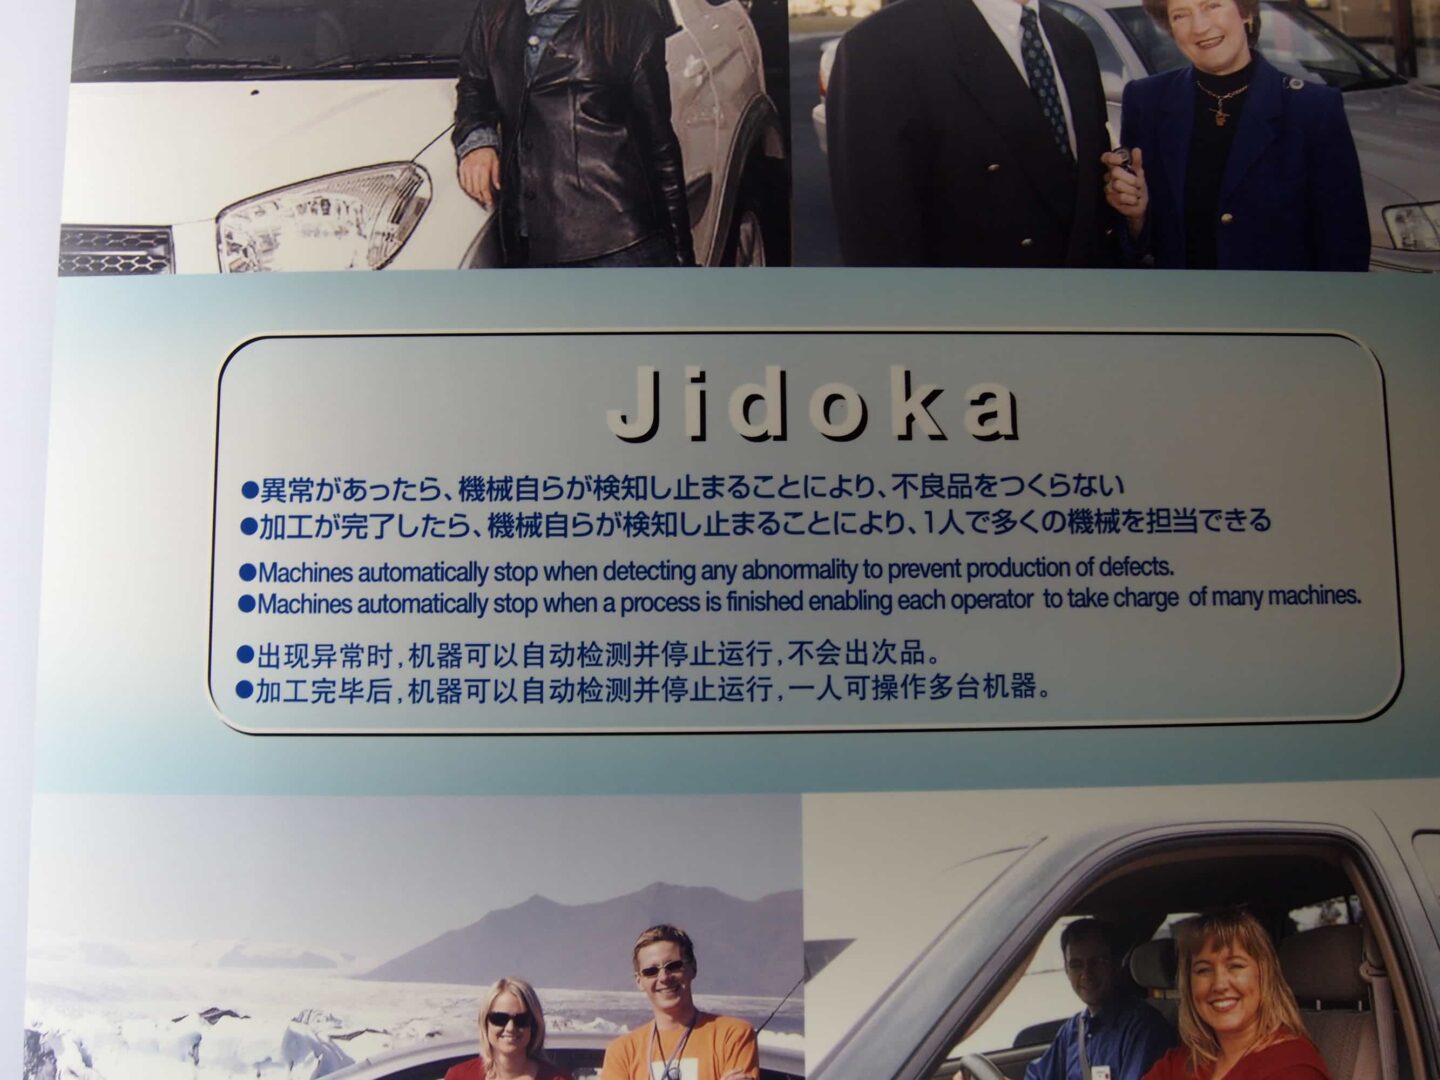 Jidoka
●異常があったら、機械自らが検知し止まることにより、不良品をつくらない
●加工が完了したら、機械自らが検知し止まることにより、1人で多くの機械を担当できる
●Machines automatically stop when detecting any abnormality to prevent production of defects.
●Machines automatically stop when a process is finished enabling each operator to take charge of many machines.
●出现异常时,机器可以自动检测并停止运行,不会出次品。
●加工完毕后,机器可以自动检测并停止运行,一人可操作多台机器。